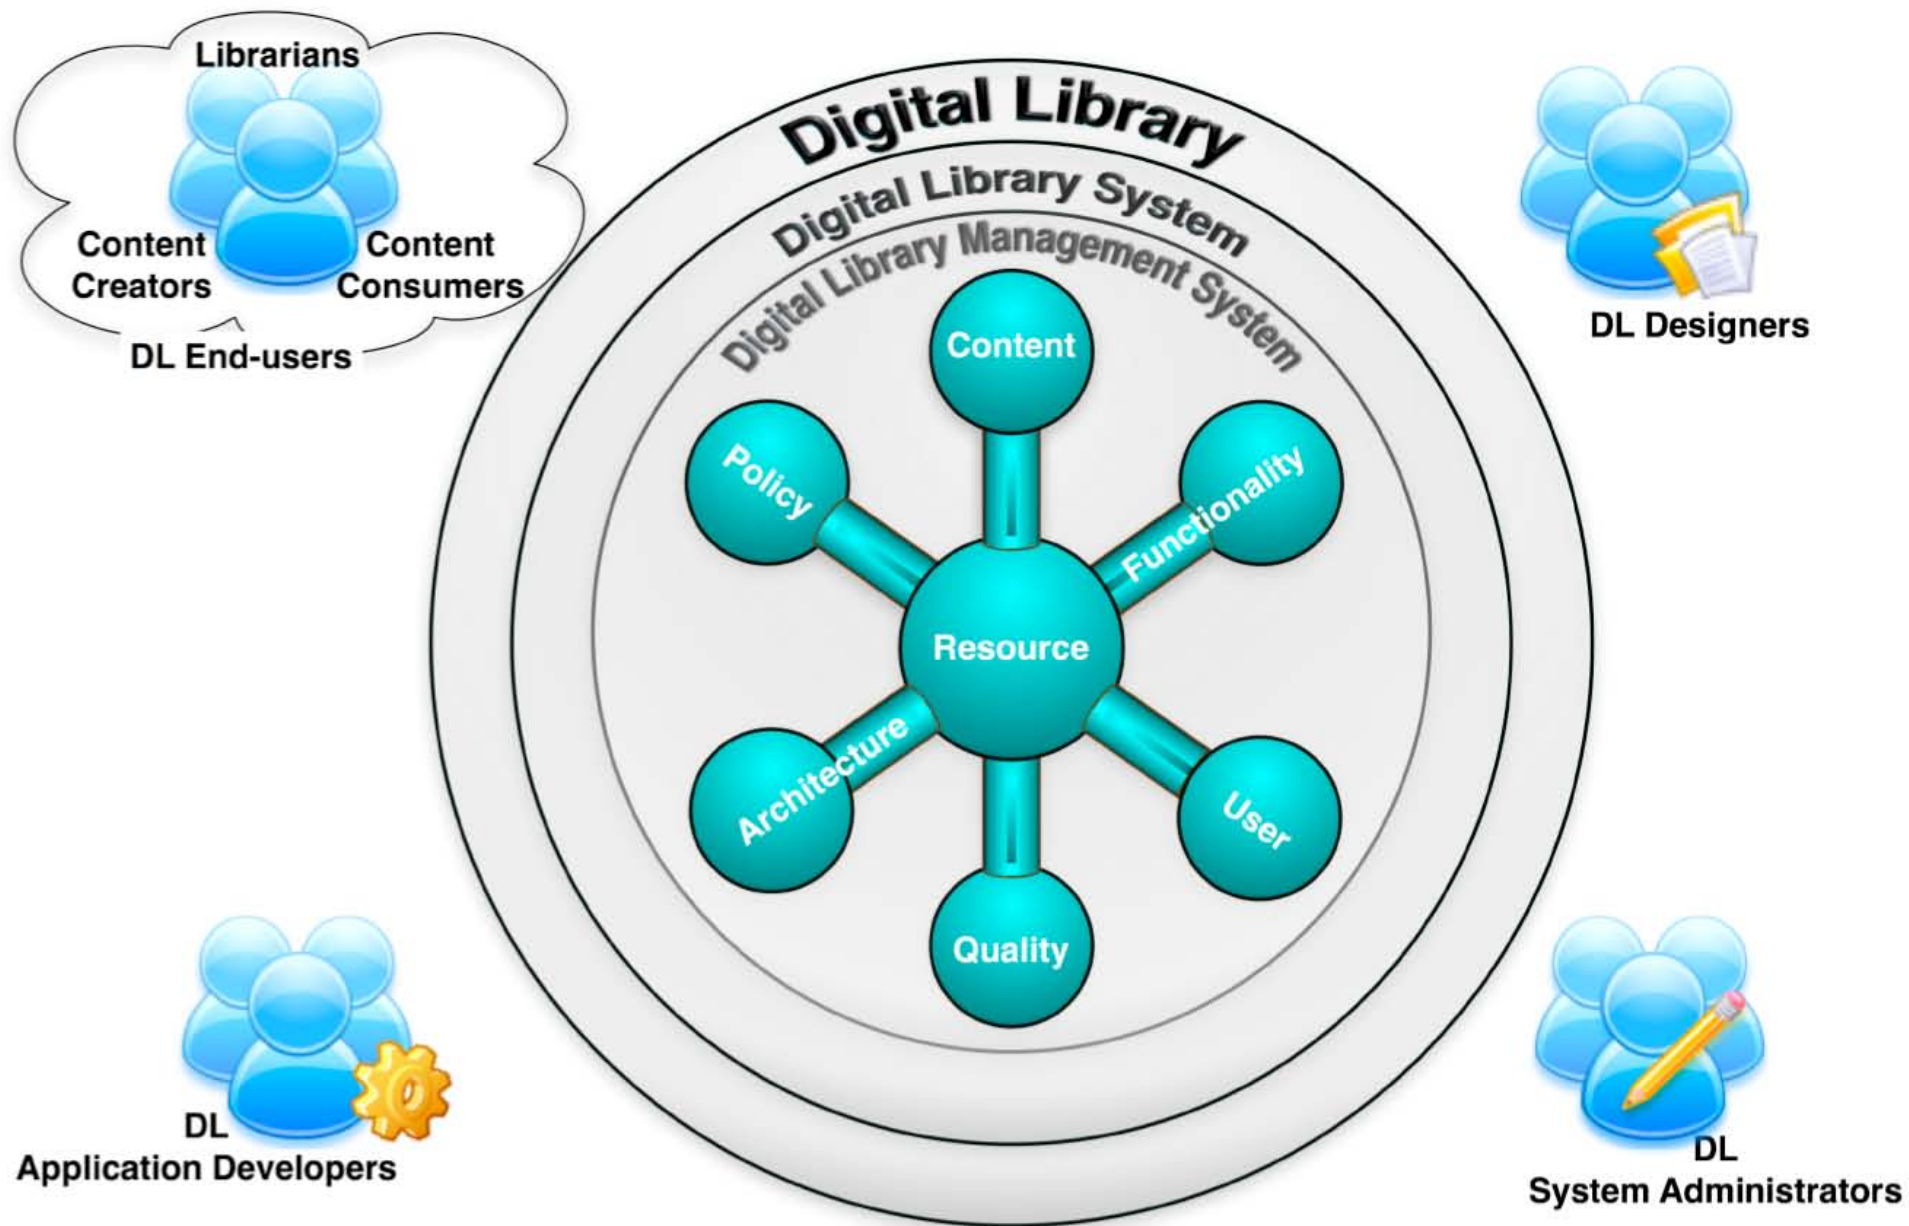 Librarians
Content
Creators
Content
Consumers
DL End-users
Digital Library
Digital Library System
Digital Library Management System
DL Designers
Content
Policy
Functionality
Resource
Architecture
User
Quality
DL
Application Developers
DL
System Administrators